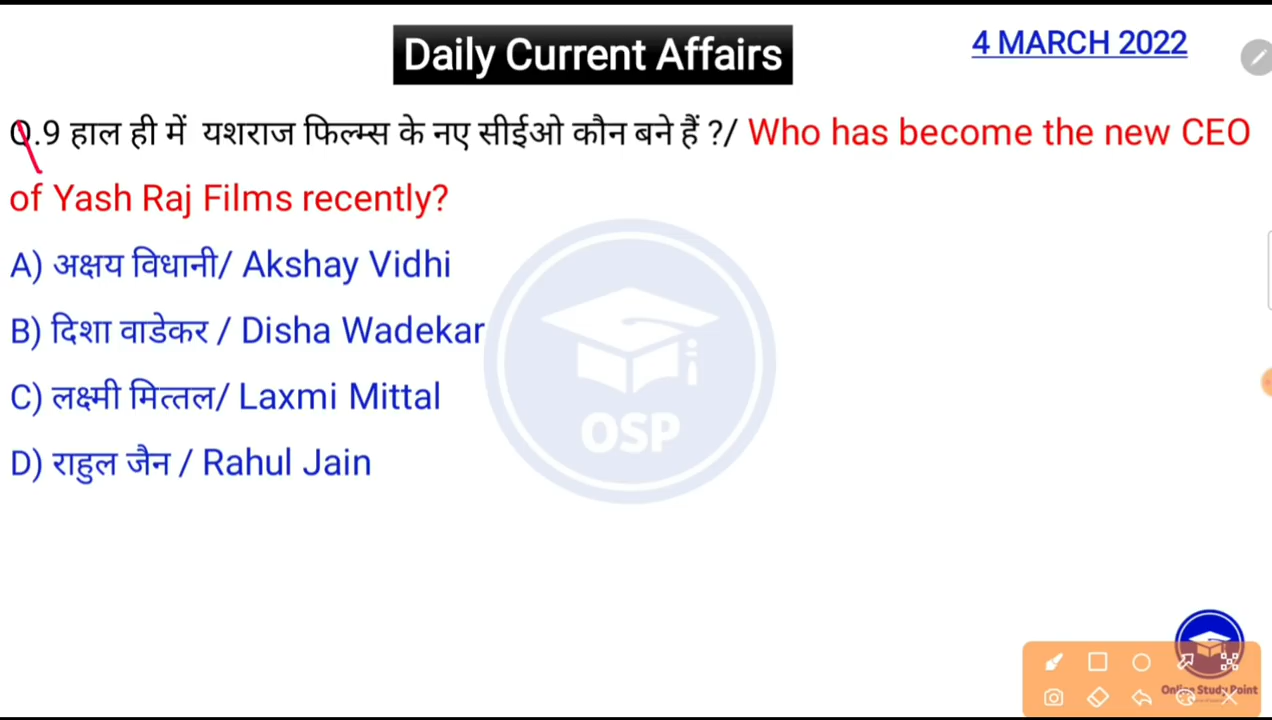 Daily Current Affairs
4 MARCH 2022
Q.9 हाल ही में यशराज फिल्म्स के नए सीईओ कौन बने हैं ?/ Who has become the new CEO
of Yash Raj Films recently?
A) अक्षय विधानी/ Akshay Vidhi
B) दिशा वाडेकर / Disha Wadekar
C) लक्ष्मी मित्तल/ Laxmi Mittal
D) राहुल जैन / Rahul Jain
OSP
Online Study Point